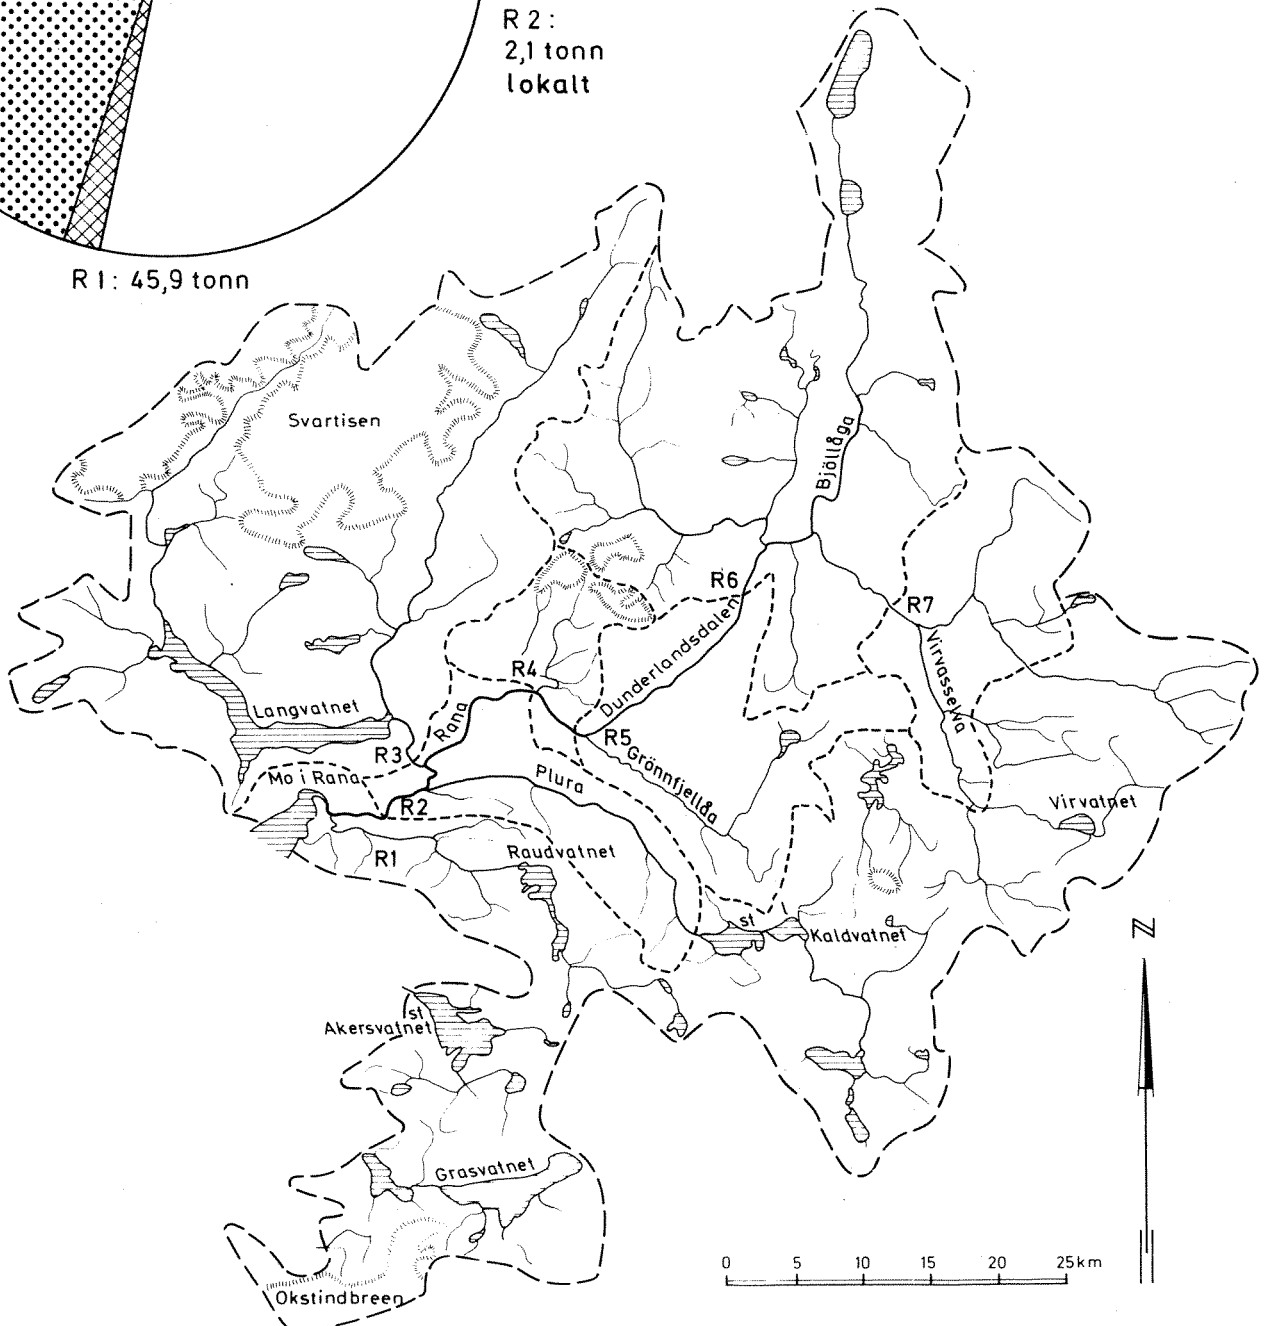 R 2:
2,1 tonn
lokalt
R 1: 45,9 tonn
Svartisen
Bjöllåga
R6
R7
Dunderlandsdalen
Virvasselva
R4
Langvatnet
Rana
R5
R3
Grönnfjellåga
Mo i Rana
Plura
R2
Virvatnet
R1
Raudvatnet
st
Kaldvatnet
N
st
Akersvatnet
Grasvatnet
0 5 10 15 20 25 km
Okstindbreen